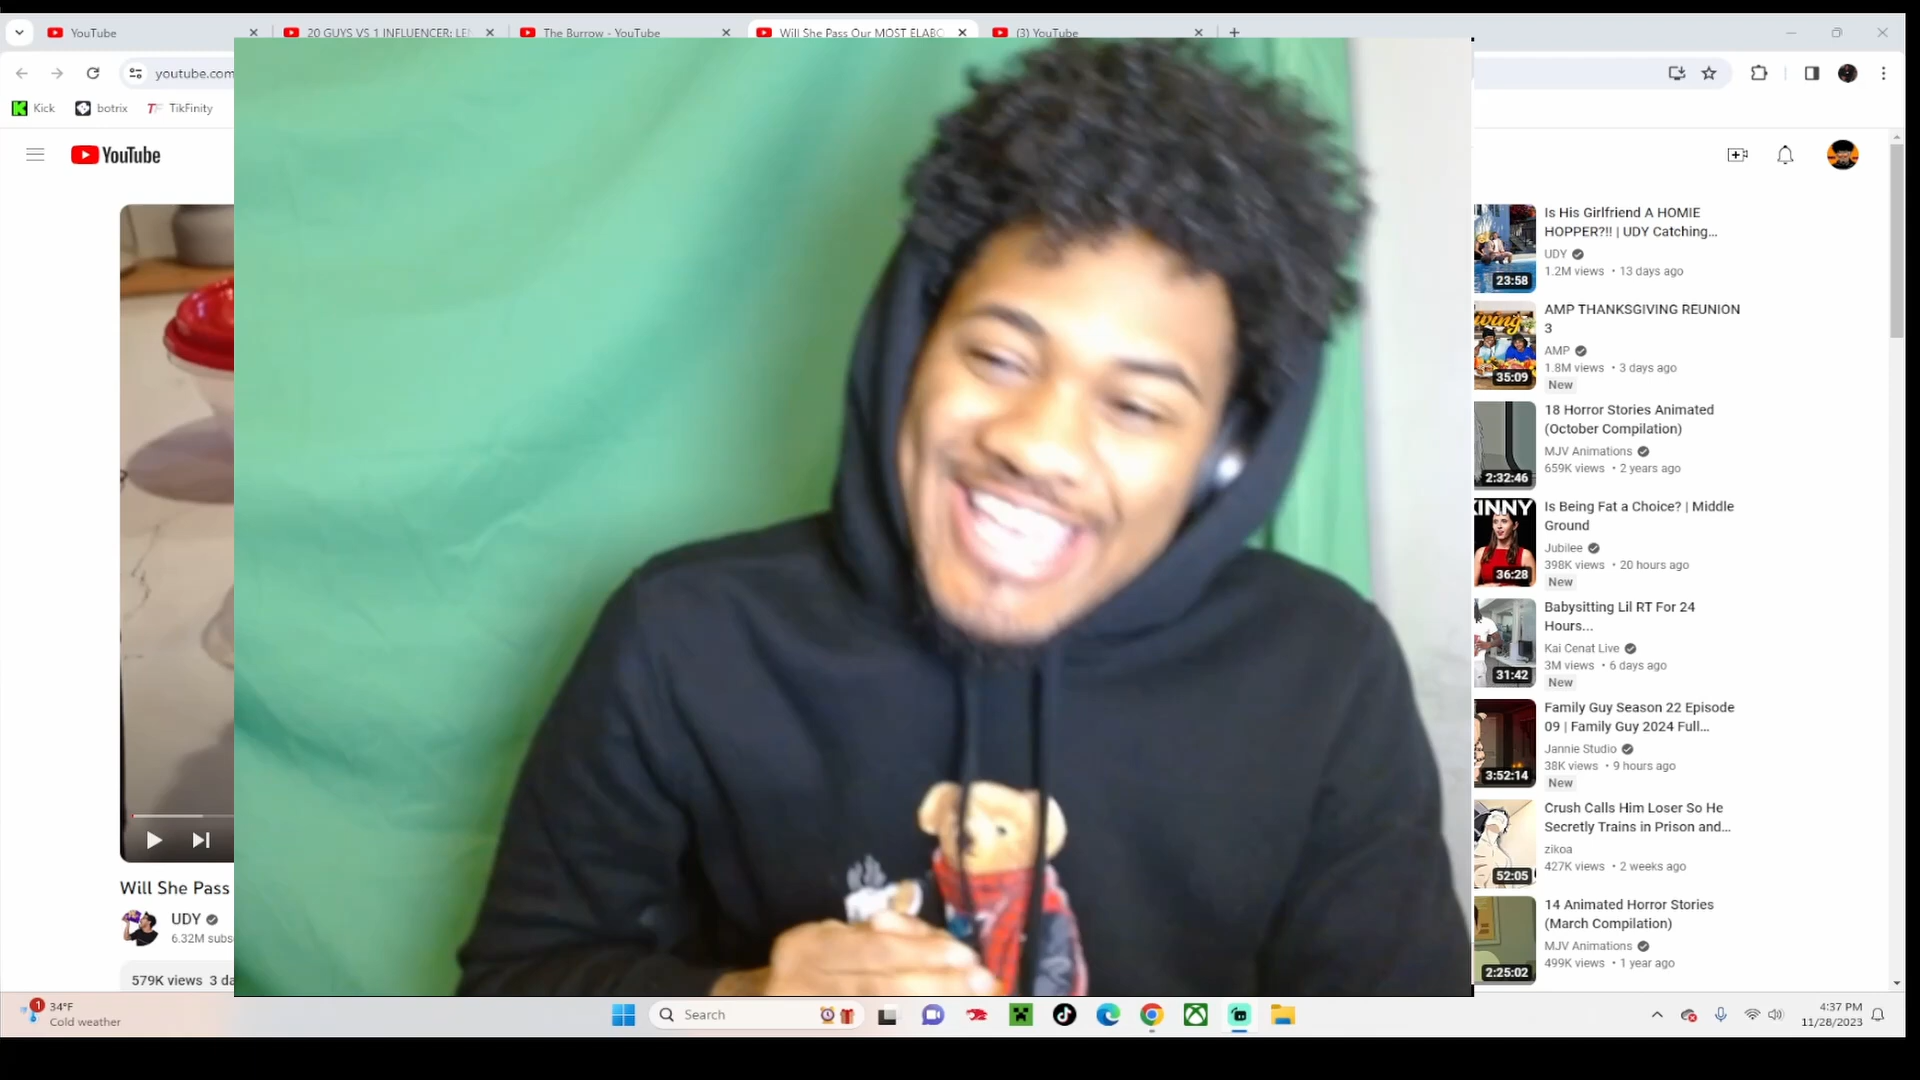 YouTube
20 GUYS VS 1 INFLUENCER: LE
The Burrow - YouTube
Will She Pass Our MOST ELABO
(3) YouTube
youtube.com
Kick
botrix
TikFinity
YouTube
Is His Girlfriend A HOMIE
HOPPER?!! | UDY Catching...
UDY
1.2M views • 13 days ago
23:58
AMP THANKSGIVING REUNION
3
AMP
1.8M views • 3 days ago
35:09
New
18 Horror Stories Animated
(October Compilation)
MJV Animations
659K views • 2 years ago
2:32:46
KINNY
Is Being Fat a Choice? | Middle
Ground
Jubilee
398K views • 20 hours ago
36:28
New
Babysitting Lil RT For 24
Hours...
Kai Cenat Live
3M views • 6 days ago
31:42
New
Family Guy Season 22 Episode
09 | Family Guy 2024 Full...
Jannie Studio
38K views • 9 hours ago
3:52:14
New
Crush Calls Him Loser So He
Secretly Trains in Prison and...
zikoa
427K views • 2 weeks ago
52:05
14 Animated Horror Stories
(March Compilation)
MJV Animations
499K views • 1 year ago
2:25:02
Will She Pass
UDY
6.32M subs
579K views 3 da
1
34°F
Cold weather
Search
4:37 PM
11/28/2023